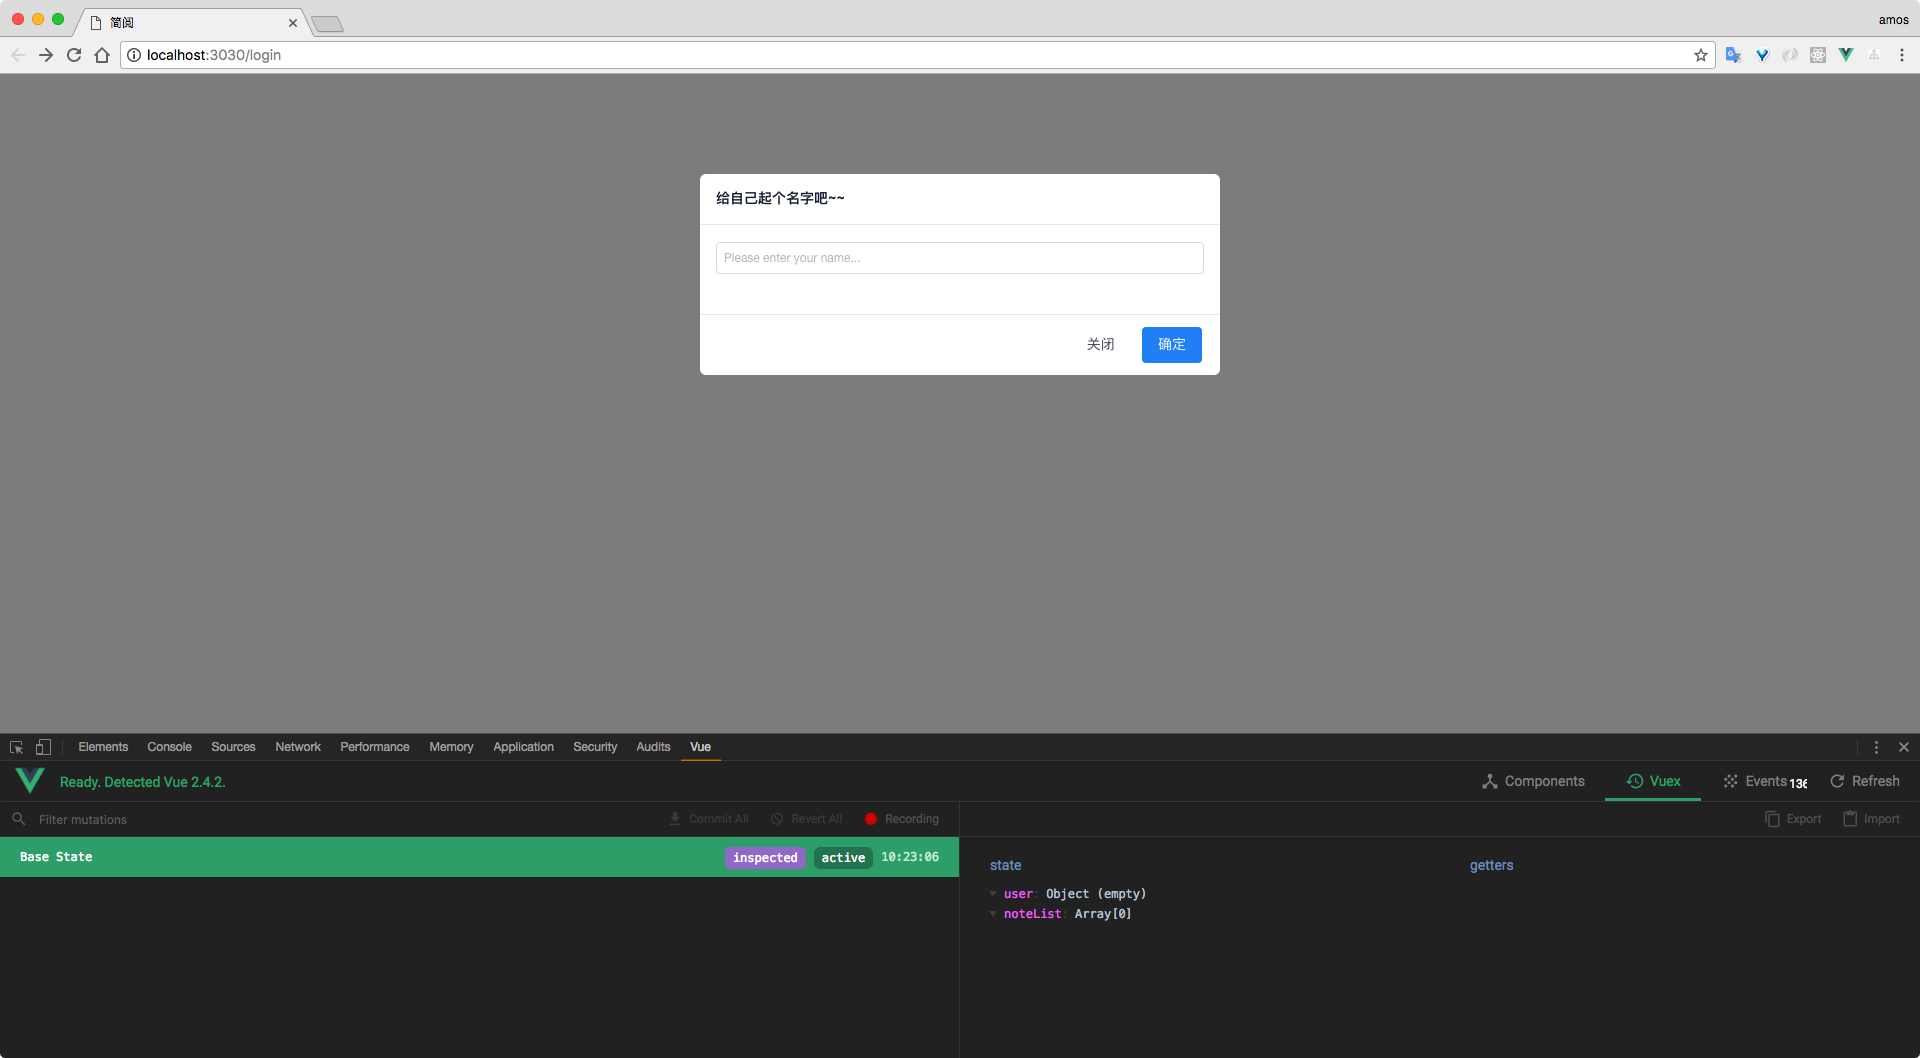 简阅
amos
localhost:3030/login
给自己起个名字吧~~
Please enter your name...
关闭 确定
Elements Console Sources Network Performance Memory Application Security Audits Vue
Ready. Detected Vue 2.4.2. Components Vuex Events 136 Refresh
Filter mutations Commit All Revert All Recording Export Import
Base State inspected active 10:23:06
state getters
user: Object (empty)
noteList: Array[0]